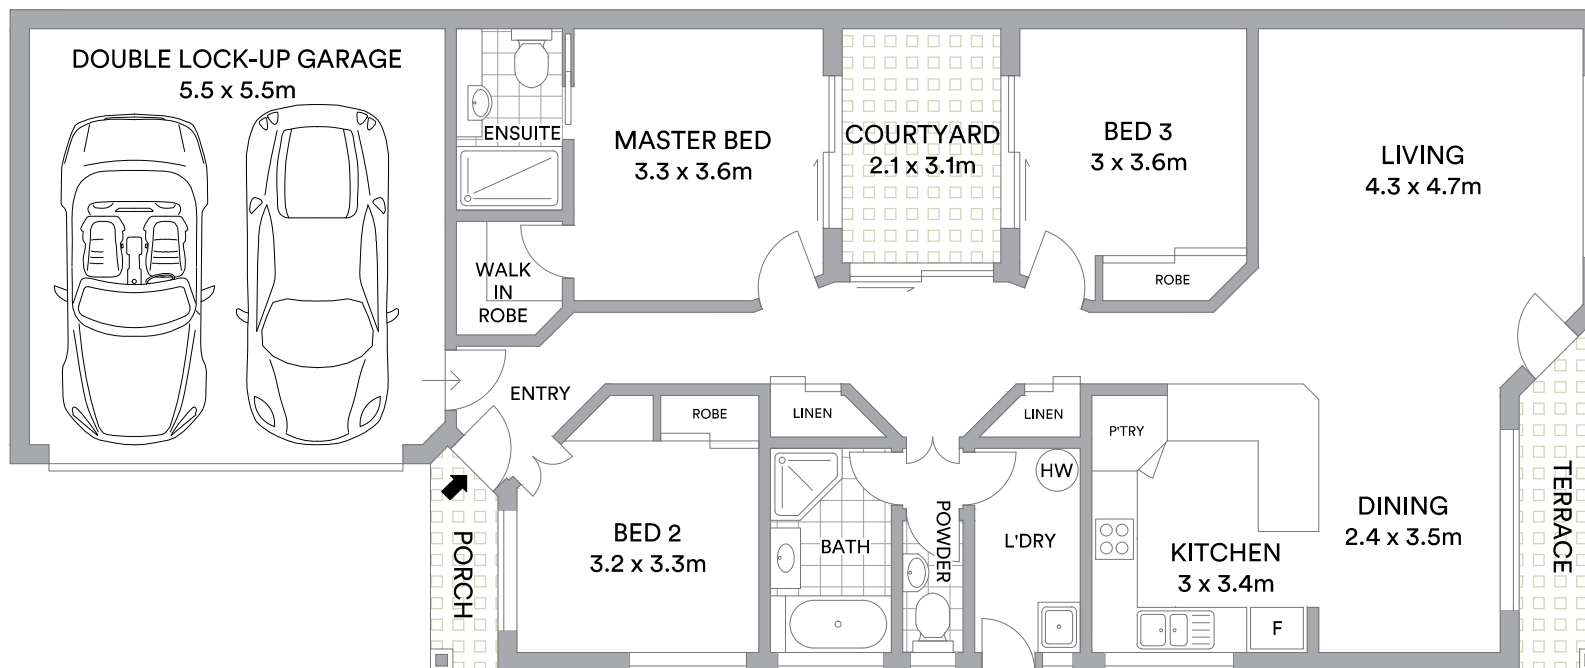 DOUBLE LOCK-UP GARAGE
5.5 x 5.5m
ENSUITE
MASTER BED
3.3 x 3.6m
COURTYARD
2.1 x 3.1m
BED 3
3 x 3.6m
LIVING
4.3 x 4.7m
WALK
IN
ROBE
ROBE
ENTRY
ROBE
LINEN
LINEN
P'TRY
HW
BED 2
3.2 x 3.3m
BATH
POWDER
L'DRY
KITCHEN
3 x 3.4m
DINING
2.4 x 3.5m
TERRACE
PORCH
F